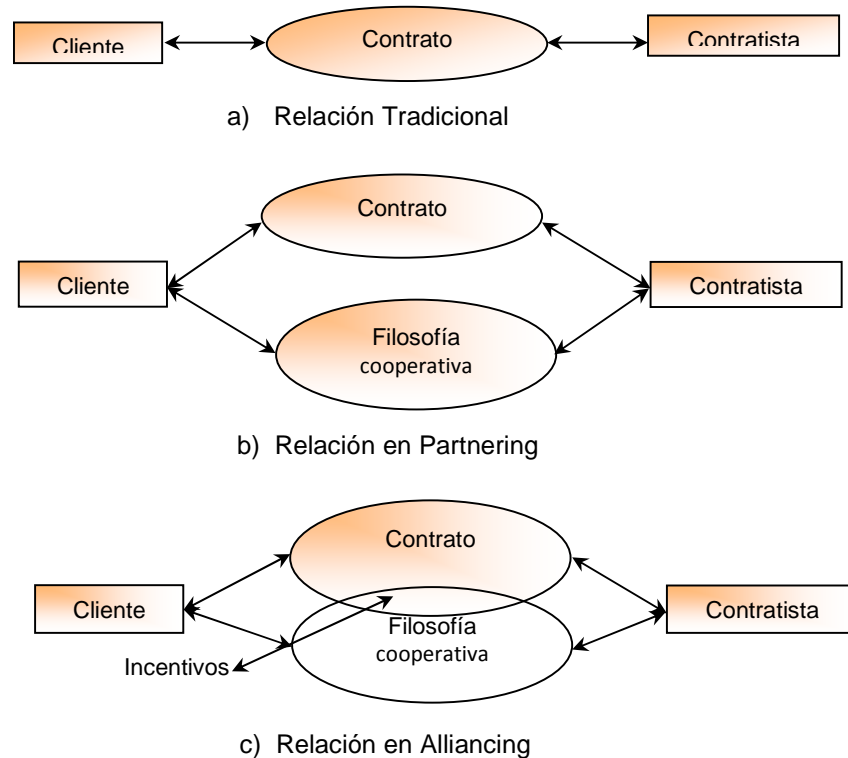 Cliente
Contrato
Contratista
a) Relación Tradicional
Contrato
Cliente
Contratista
Filosofía
cooperativa
b) Relación en Partnering
Contrato
Cliente
Contratista
Filosofía
cooperativa
Incentivos
c) Relación en Alliancing